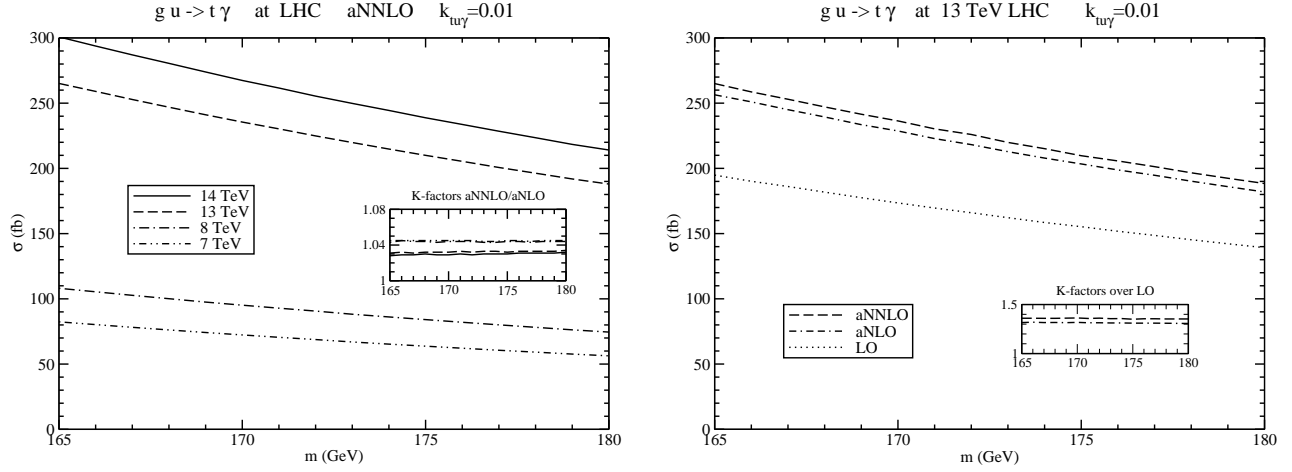 g u -> t γ at LHC aNNLO k_tuγ=0.01
300
250
200
150
100
50
0
σ (fb)
14 TeV
13 TeV
8 TeV
7 TeV
K-factors aNNLO/aNLO
1.08
1.04
1
165 170 175 180
165 170 175 180
m (GeV)
g u -> t γ at 13 TeV LHC k_tuγ=0.01
300
250
200
150
100
50
0
σ (fb)
aNNLO
aNLO
LO
K-factors over LO
1.5
1
165 170 175 180
165 170 175 180
m (GeV)